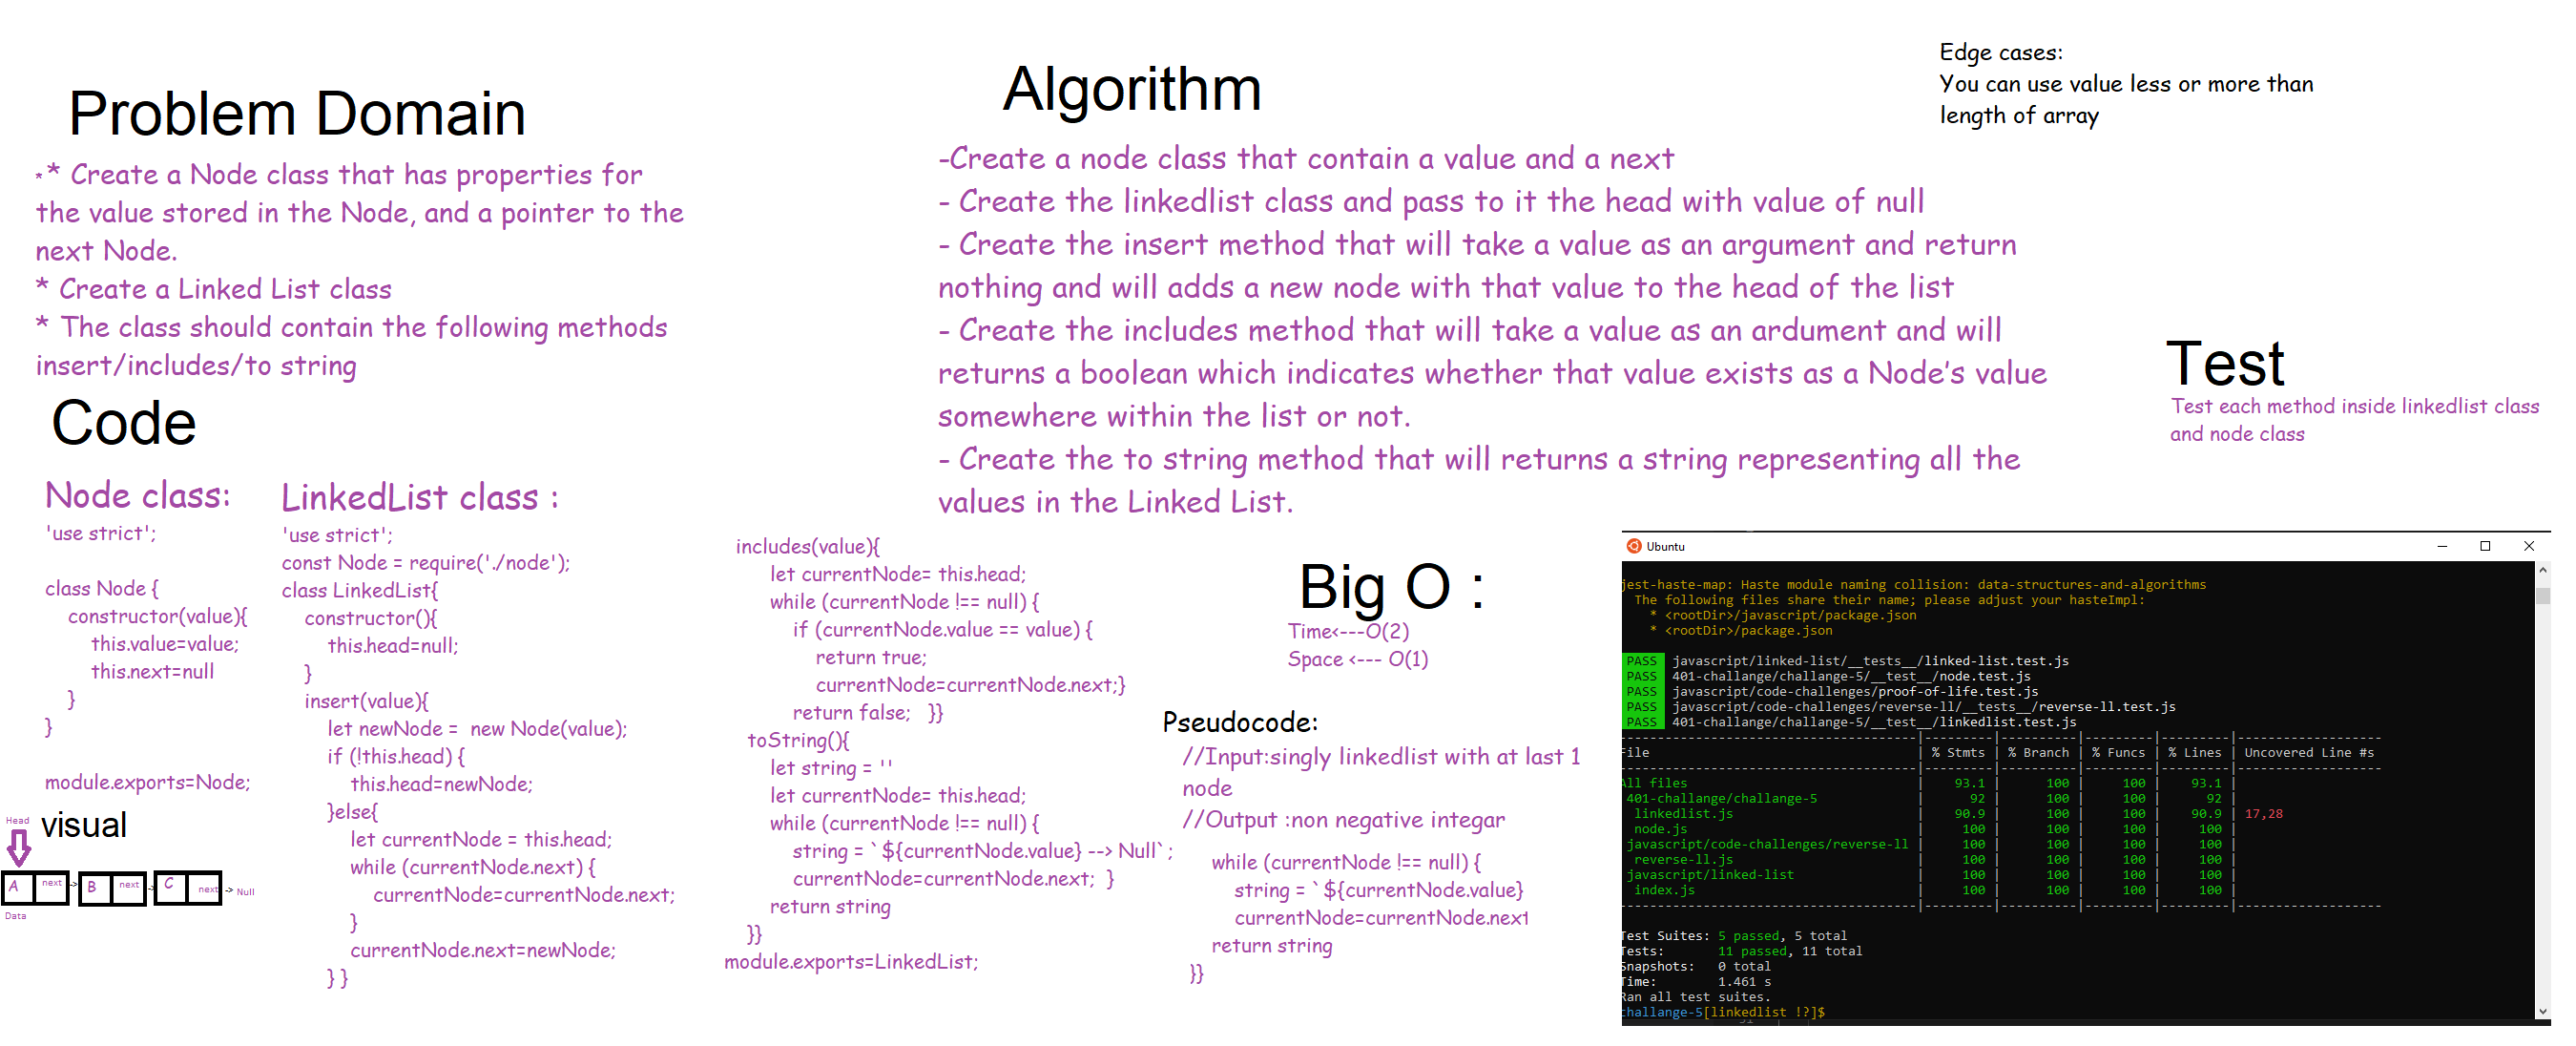 Problem Domain
** Create a Node class that has properties for
the value stored in the Node, and a pointer to the
next Node.
* Create a Linked List class
* The class should contain the following methods
insert/includes/to string
Algorithm
-Create a node class that contain a value and a next
- Create the linkedlist class and pass to it the head with value of null
- Create the insert method that will take a value as an argument and return
nothing and will adds a new node with that value to the head of the list
- Create the includes method that will take a value as an ardument and will
returns a boolean which indicates whether that value exists as a Node's value
somewhere within the list or not.
- Create the to string method that will returns a string representing all the
values in the Linked List.
Edge cases:
You can use value less or more than
length of array
Test
Test each method inside linkedlist class
and node class
Code
Node class:
'use strict';
class Node {
constructor(value){
this.value=value;
this.next=null
}
}
module.exports=Node;
visual
Head
A next -> B next -> C next -> Null
Data
LinkedList class :
'use strict';
const Node = require('./node');
class LinkedList{
constructor(){
this.head=null;
}
insert(value){
let newNode = new Node(value);
if (!this.head) {
this.head=newNode;
}else{
let currentNode = this.head;
while (currentNode.next) {
currentNode=currentNode.next;
}
currentNode.next=newNode;
} }
includes(value){
let currentNode= this.head;
while (currentNode !== null) {
if (currentNode.value == value) {
return true;
currentNode=currentNode.next;}
return false; }}
toString(){
let string = ''
let currentNode= this.head;
while (currentNode !== null) {
string = `${currentNode.value} --> Null`;
currentNode=currentNode.next; }
return string
}}
module.exports=LinkedList;
Big O :
Time<---O(2)
Space <--- O(1)
Pseudocode:
//Input:singly linkedlist with at last 1
node
//Output :non negative integar
while (currentNode !== null) {
string = `${currentNode.value}
currentNode=currentNode.next
return string
}}
Ubuntu
jest-haste-map: Haste module naming collision: data-structures-and-algorithms
The following files share their name; please adjust your hasteImpl:
* <rootDir>/javascript/package.json
* <rootDir>/package.json
PASS javascript/linked-list/__tests__/linked-list.test.js
PASS 401-challange/challange-5/__test__/node.test.js
PASS javascript/code-challenges/proof-of-life.test.js
PASS javascript/code-challenges/reverse-ll/__tests__/reverse-ll.test.js
PASS 401-challange/challange-5/__test__/linkedlist.test.js
---------------------------------------|---------|----------|---------|---------|-------------------
File | % Stmts | % Branch | % Funcs | % Lines | Uncovered Line #s
---------------------------------------|---------|----------|---------|---------|-------------------
All files | 93.1 | 100 | 100 | 93.1 |
401-challange/challange-5 | 92 | 100 | 100 | 92 |
linkedlist.js | 90.9 | 100 | 100 | 90.9 | 17,28
node.js | 100 | 100 | 100 | 100 |
javascript/code-challenges/reverse-ll | 100 | 100 | 100 | 100 |
reverse-ll.js | 100 | 100 | 100 | 100 |
javascript/linked-list | 100 | 100 | 100 | 100 |
index.js | 100 | 100 | 100 | 100 |
---------------------------------------|---------|----------|---------|---------|-------------------
Test Suites: 5 passed, 5 total
Tests: 11 passed, 11 total
Snapshots: 0 total
Time: 1.461 s
Ran all test suites.
challange-5[linkedlist !?]$